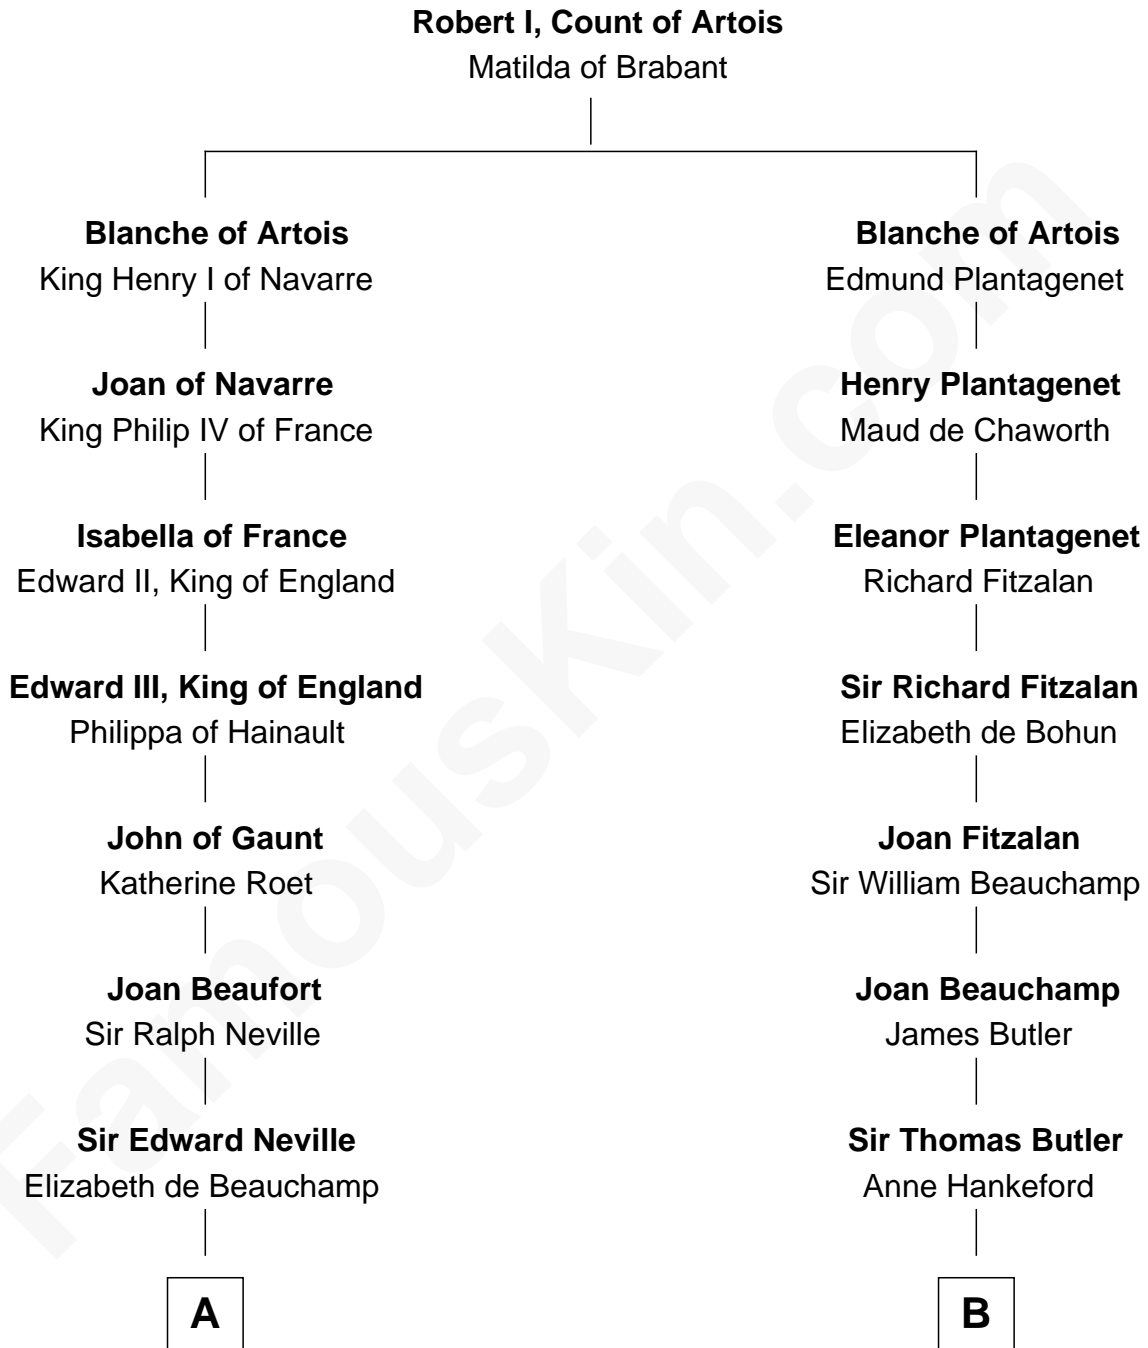 Robert I, Count of Artois
Matilda of Brabant
Blanche of Artois
King Henry I of Navarre
Joan of Navarre
King Philip IV of France
Isabella of France
Edward II, King of England
Edward III, King of England
Philippa of Hainault
John of Gaunt
Katherine Roet
Joan Beaufort
Sir Ralph Neville
Sir Edward Neville
Elizabeth de Beauchamp
A
Blanche of Artois
Edmund Plantagenet
Henry Plantagenet
Maud de Chaworth
Eleanor Plantagenet
Richard Fitzalan
Sir Richard Fitzalan
Elizabeth de Bohun
Joan Fitzalan
Sir William Beauchamp
Joan Beauchamp
James Butler
Sir Thomas Butler
Anne Hankeford
B
FamousKin.com